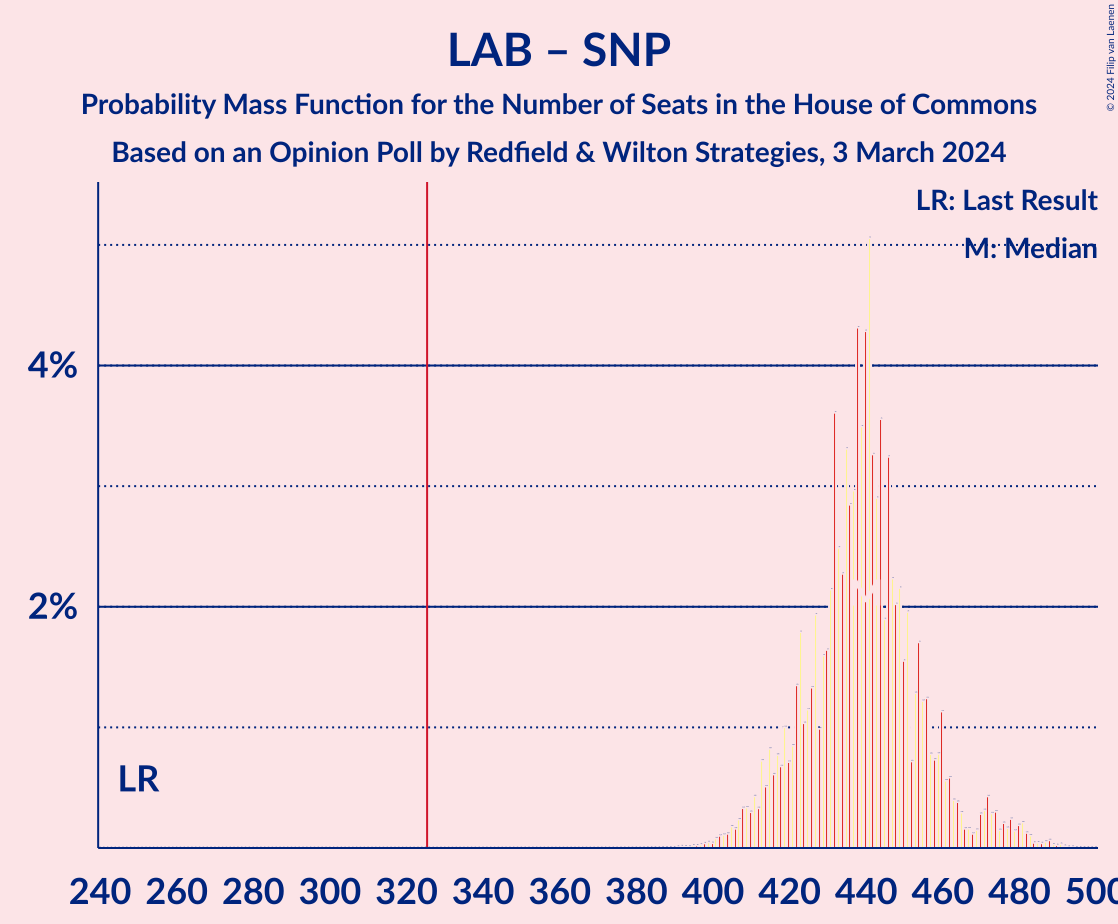 LAB – SNP
Probability Mass Function for the Number of Seats in the House of Commons
Based on an Opinion Poll by Redfield & Wilton Strategies, 3 March 2024
© 2024 Filip van Laenen
LR: Last Result
M: Median
4%
2%
LR
240 260 280 300 320 340 360 380 400 420 440 460 480 500